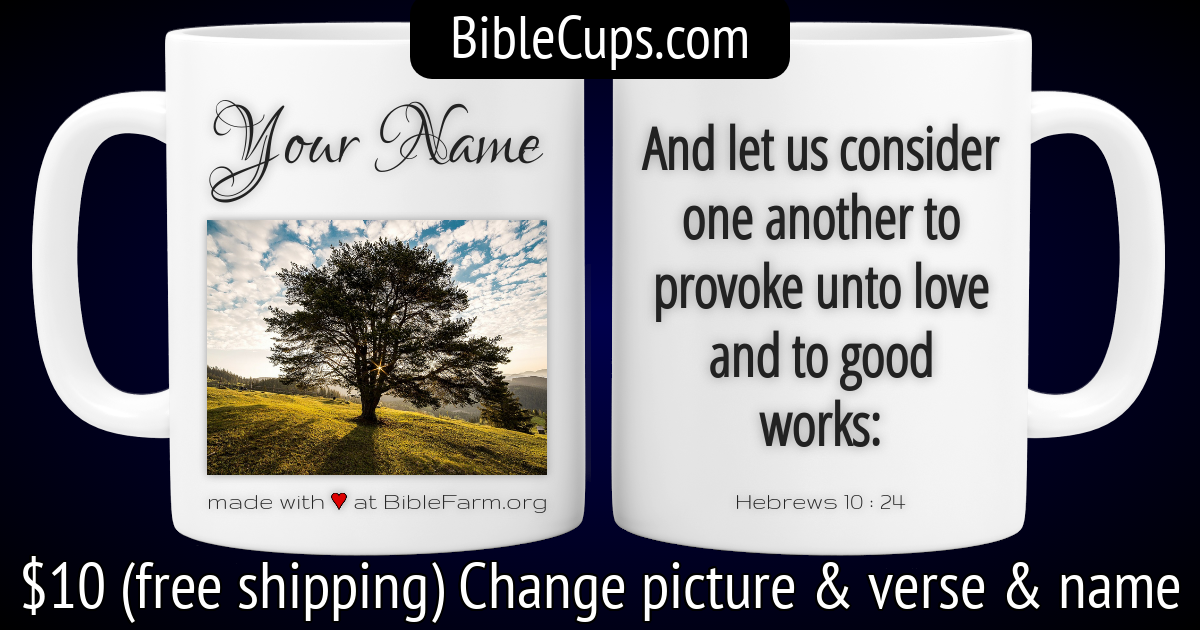 BibleCups.com
Your Name
made with ♥ at BibleFarm.org
And let us consider
one another to
provoke unto love
and to good
works:
Hebrews 10 : 24
$10 (free shipping) Change picture & verse & name